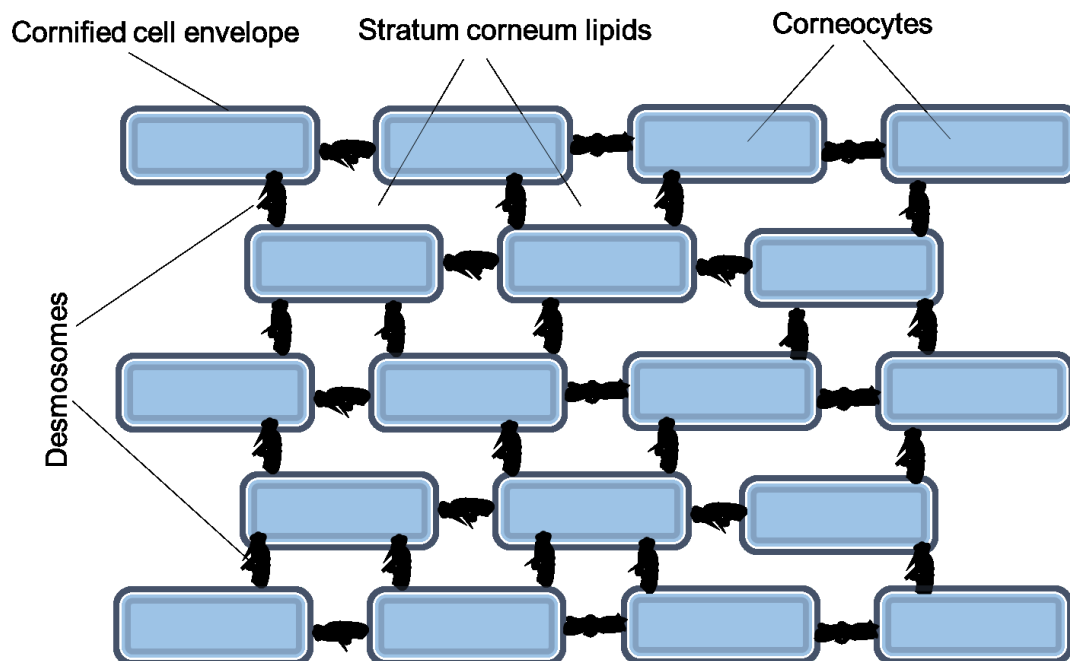 Cornified cell envelope
Stratum corneum lipids
Corneocytes
Desmosomes